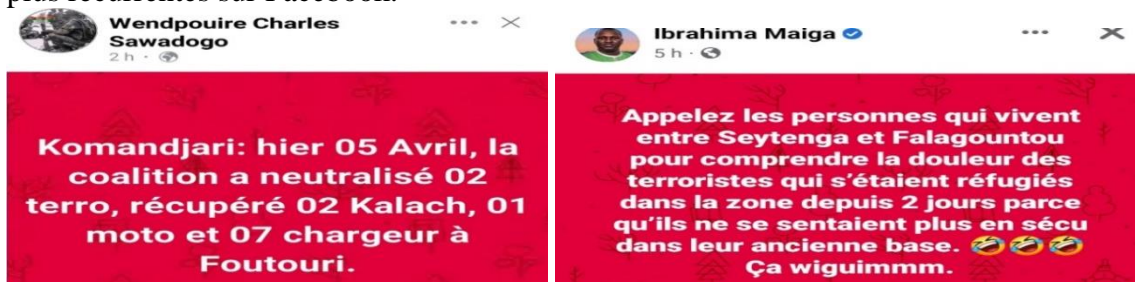 plus récurrentes sur Facebook.
Wendpouire Charles
Sawadogo
2 h ·
Komandjari: hier 05 Avril, la
coalition a neutralisé 02
terro, récupéré 02 Kalach, 01
moto et 07 chargeur à
Foutouri.
Ibrahima Maiga
5 h ·
Appelez les personnes qui vivent
entre Seytenga et Falagountou
pour comprendre la douleur des
terroristes qui s'étaient réfugiés
dans la zone depuis 2 jours parce
qu'ils ne se sentaient plus en sécu
dans leur ancienne base. 🤣🤣🤣
Ça wiguimmm.